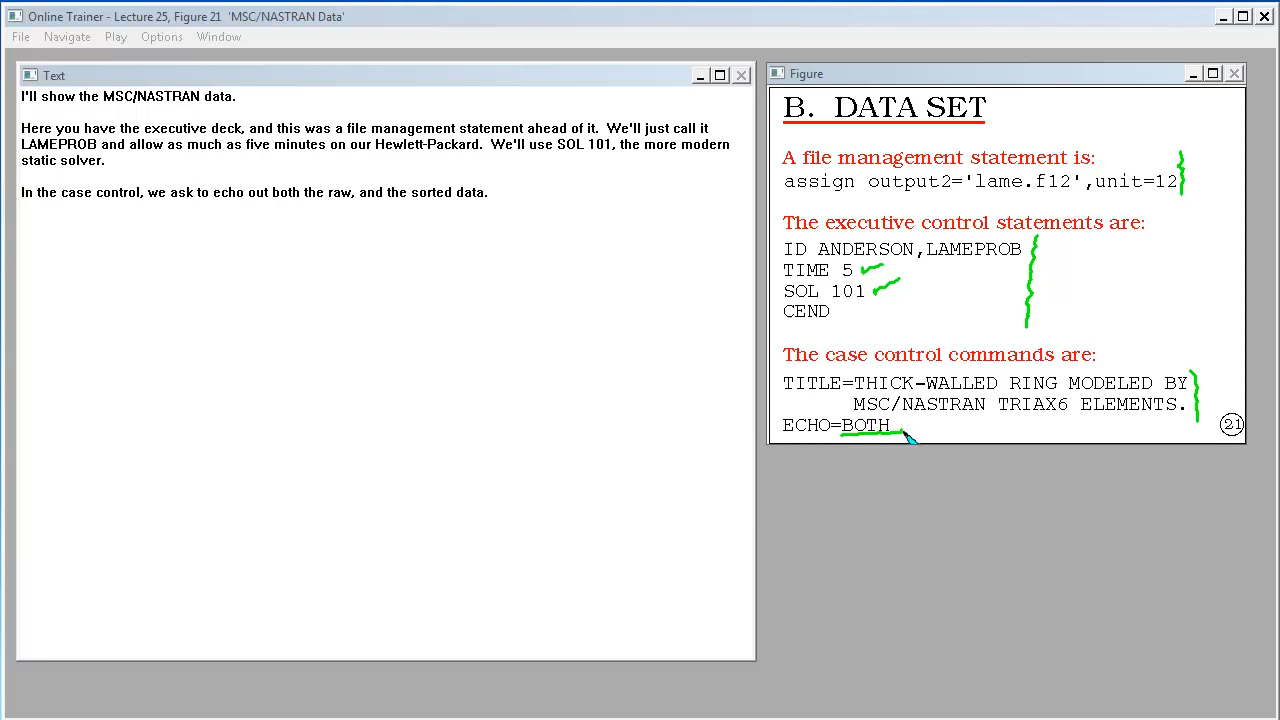 Online Trainer - Lecture 25, Figure 21 'MSC/NASTRAN Data'
File Navigate Play Options Window
Text
I'll show the MSC/NASTRAN data.
Here you have the executive deck, and this was a file management statement ahead of it. We'll just call it
LAMEPROB and allow as much as five minutes on our Hewlett-Packard. We'll use SOL 101, the more modern
static solver.
In the case control, we ask to echo out both the raw, and the sorted data.
Figure
B. DATA SET
A file management statement is:
assign output2='lame.f12',unit=12
The executive control statements are:
ID ANDERSON,LAMEPROB
TIME 5
SOL 101
CEND
The case control commands are:
TITLE=THICK-WALLED RING MODELED BY
MSC/NASTRAN TRIAX6 ELEMENTS.
ECHO=BOTH
21